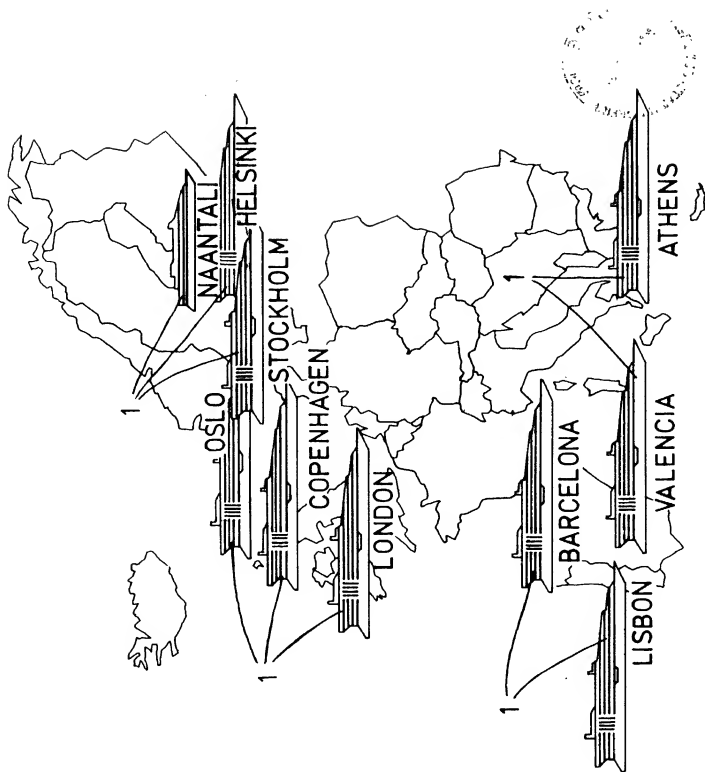 NAANTALI
HELSINKI
STOCKHOLM
1
OSLO
COPENHAGEN
LONDON
1
1
ATHENS
BARCELONA
VALENCIA
1
LISBON